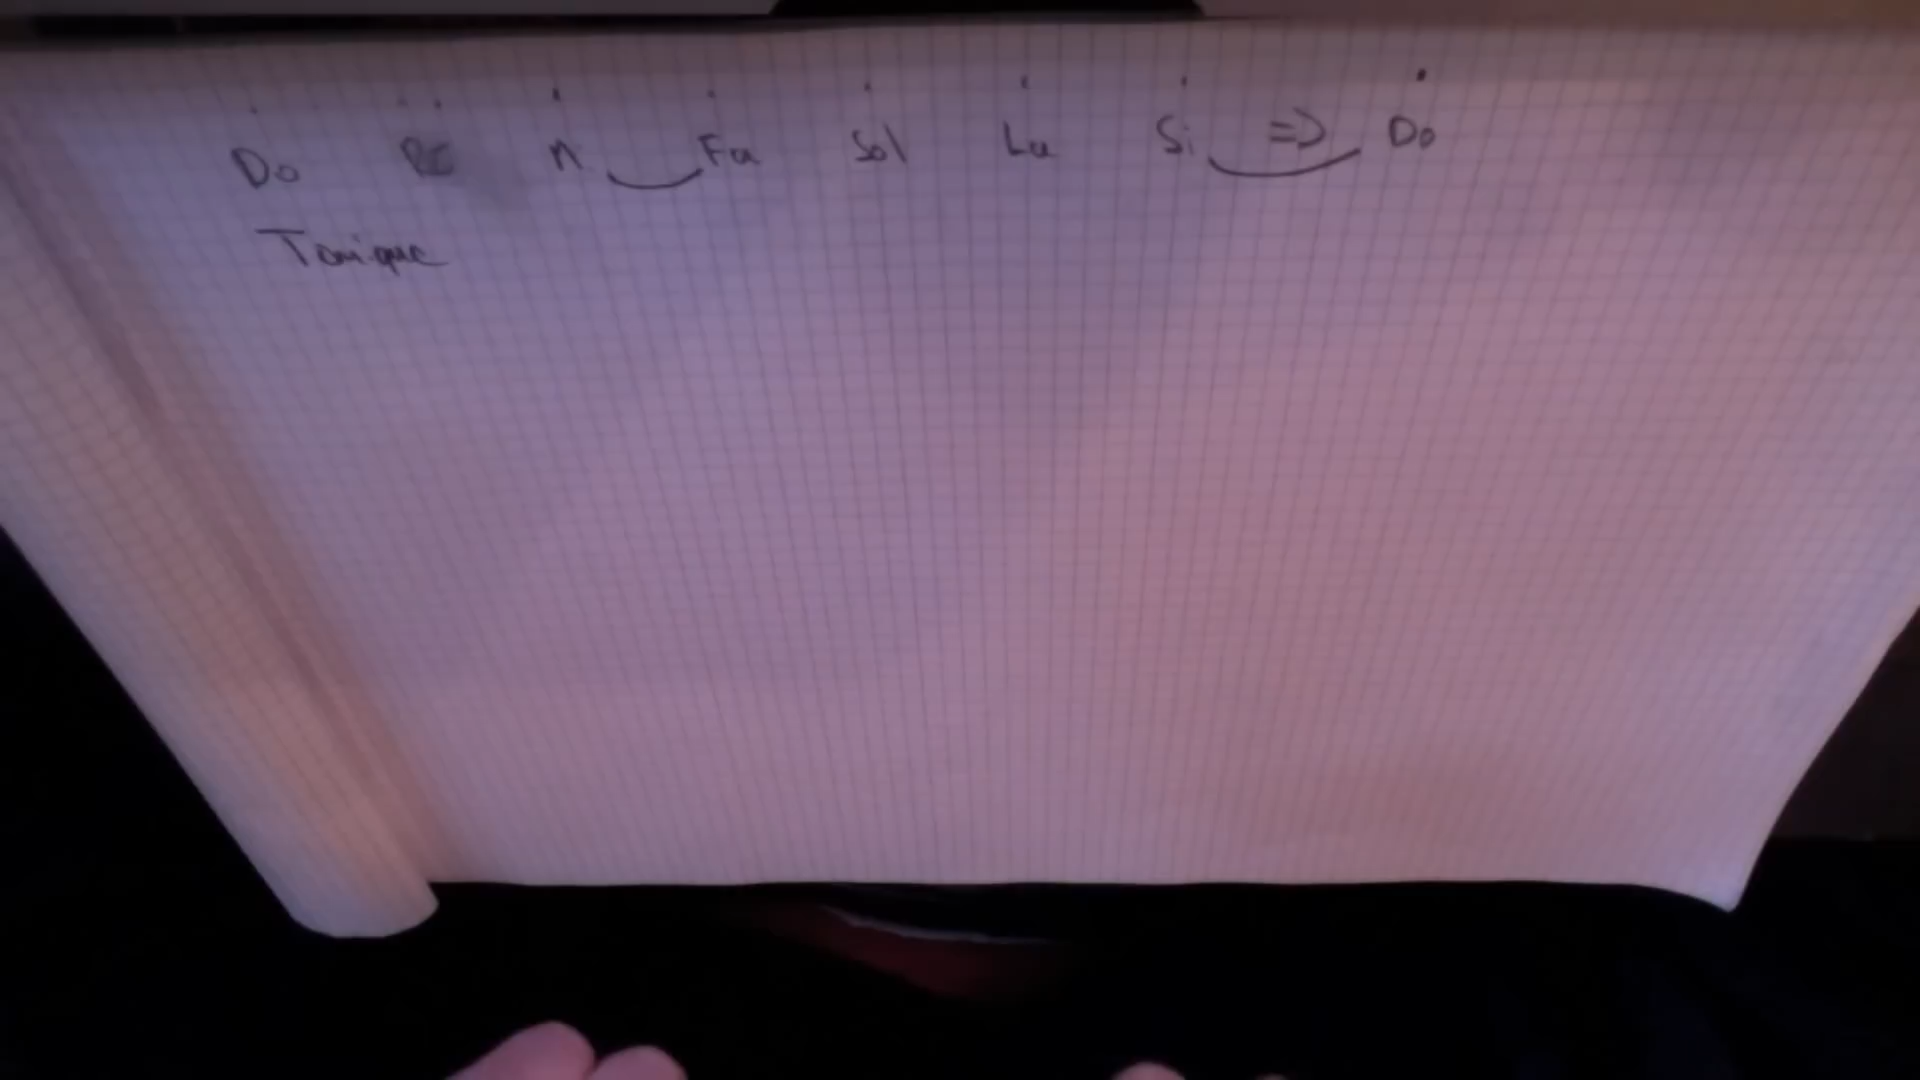 Do Ré Mi Fa Sol La Si => Do
Tonique